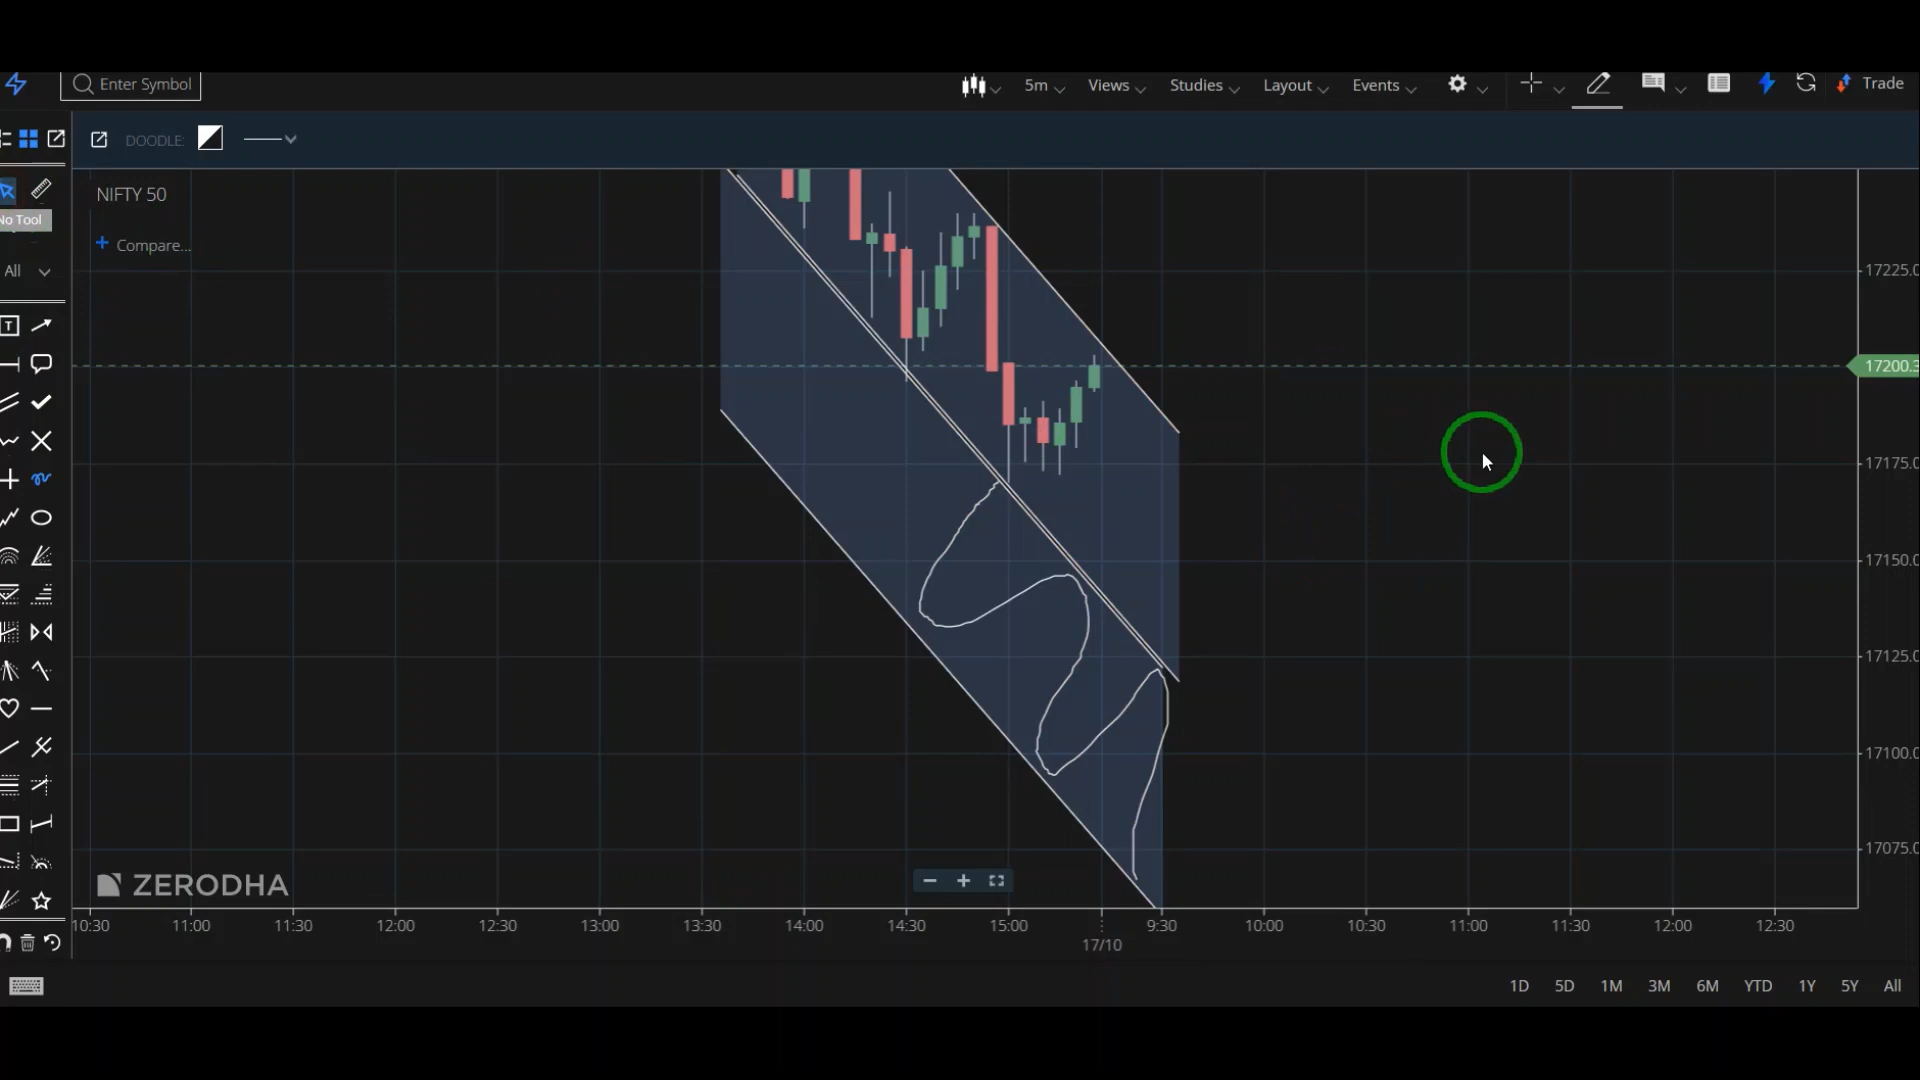 Enter Symbol 5m Views Studies Layout Events Trade
DOODLE:
NIFTY 50
No Tool
Compare...
All
T
17225.0
17200.3
17175.0
17150.0
17125.0
17100.0
17075.0
ZERODHA
10:30 11:00 11:30 12:00 12:30 13:00 13:30 14:00 14:30 15:00 9:30 10:00 10:30 11:00 11:30 12:00 12:30
17/10
1D 5D 1M 3M 6M YTD 1Y 5Y All